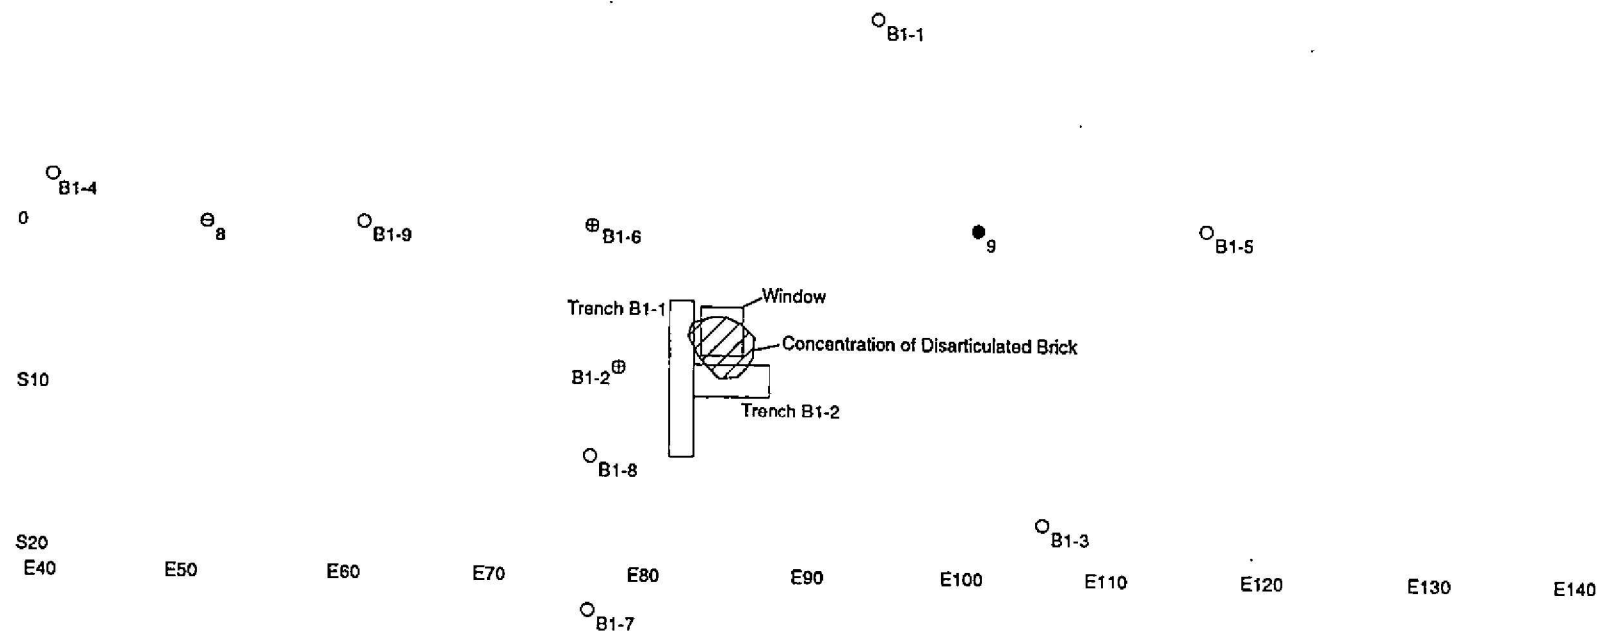 B1-1
B1-4
0
8
B1-9
B1-6
9
B1-5
Trench B1-1
Window
Concentration of Disarticulated Brick
S10
B1-2
Trench B1-2
B1-8
B1-3
S20
E40
E50
E60
E70
E80
E90
E100
E110
E120
E130
E140
B1-7